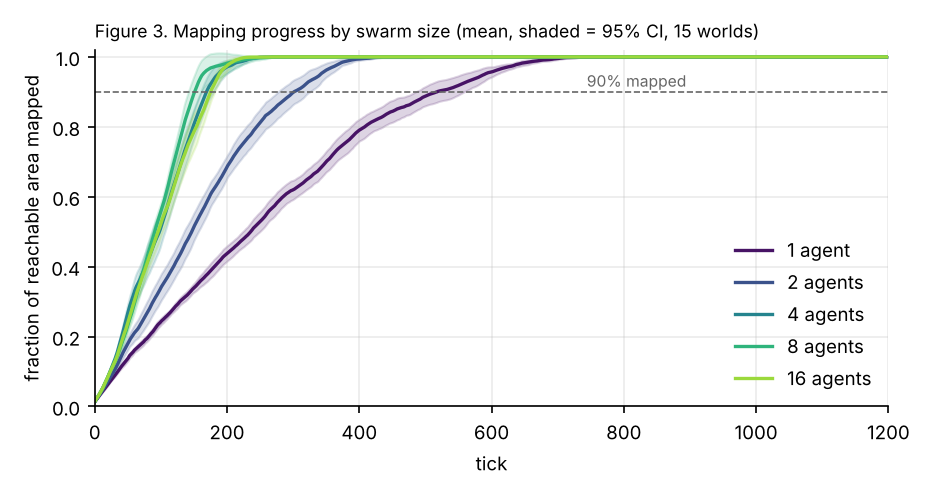 Figure 3. Mapping progress by swarm size (mean, shaded = 95% CI, 15 worlds)
fraction of reachable area mapped
1.0
0.8
0.6
0.4
0.2
0.0
90% mapped
1 agent
2 agents
4 agents
8 agents
16 agents
0 200 400 600 800 1000 1200
tick